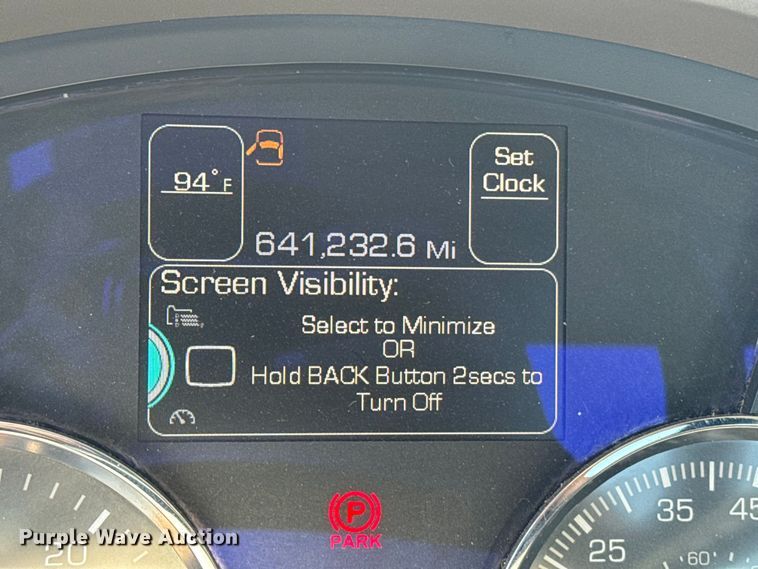 94°F
Set
Clock
641,232.6 Mi
Screen Visibility:
Select to Minimize
OR
Hold BACK Button 2secs to
Turn Off
P
PARK
20
25
35
45
60
Purple Wave Auction